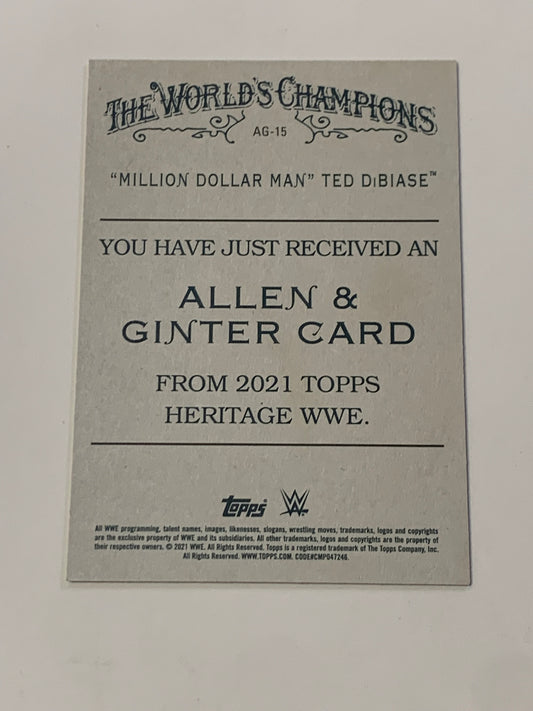 THE WORLD'S CHAMPIONS
AG-15
"MILLION DOLLAR MAN" TED DiBIASE™
YOU HAVE JUST RECEIVED AN
ALLEN &
GINTER CARD
FROM 2021 TOPPS
HERITAGE WWE.
Topps® W™
All WWE programming, talent names, images, likenesses, slogans, wrestling moves, trademarks, logos and copyrights
are the exclusive property of WWE and its subsidiaries. All other trademarks, logos and copyrights are the property of
their respective owners. © 2021 WWE. All Rights Reserved. Topps is a registered trademark of The Topps Company, Inc.
All Rights Reserved. WWW.TOPPS.COM. CODE#CMP047246.